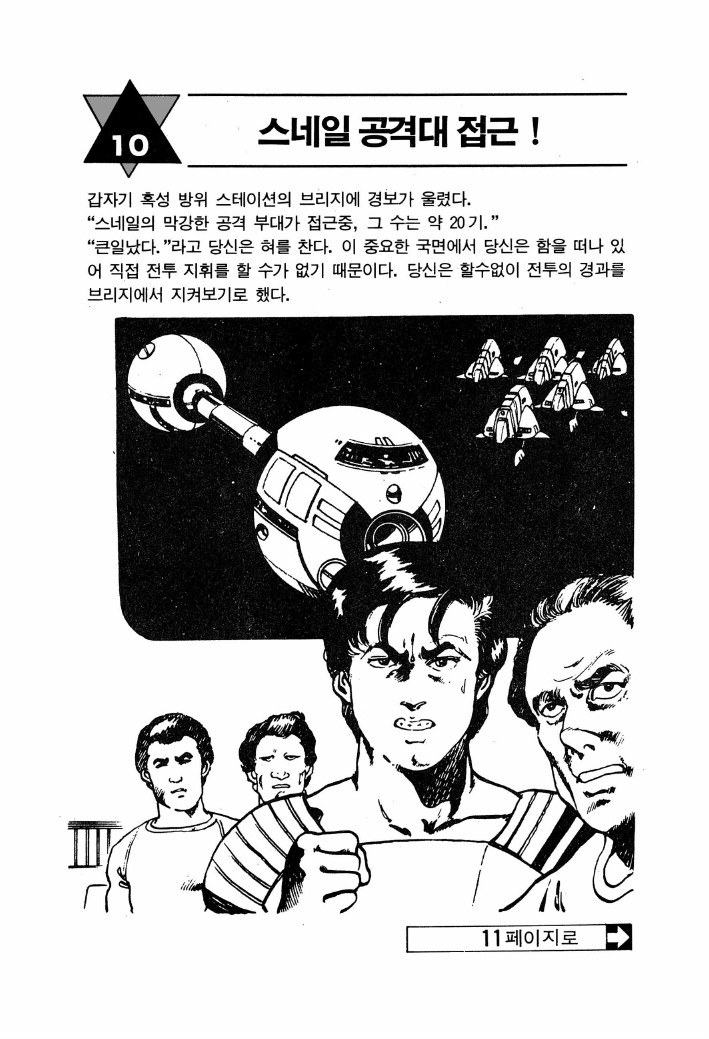 10
스네일 공격대 접근!
갑자기 혹성 방위 스테이션의 브리지에 경보가 울렸다.
“스네일의 막강한 공격 부대가 접근중, 그 수는 약 20기.”
“큰일났다.”라고 당신은 혀를 찬다. 이 중요한 국면에서 당신은 함을 떠나 있
어 직접 전투 지휘를 할 수가 없기 때문이다. 당신은 할수없이 전투의 경과를
브리지에서 지켜보기로 했다.
11페이지로